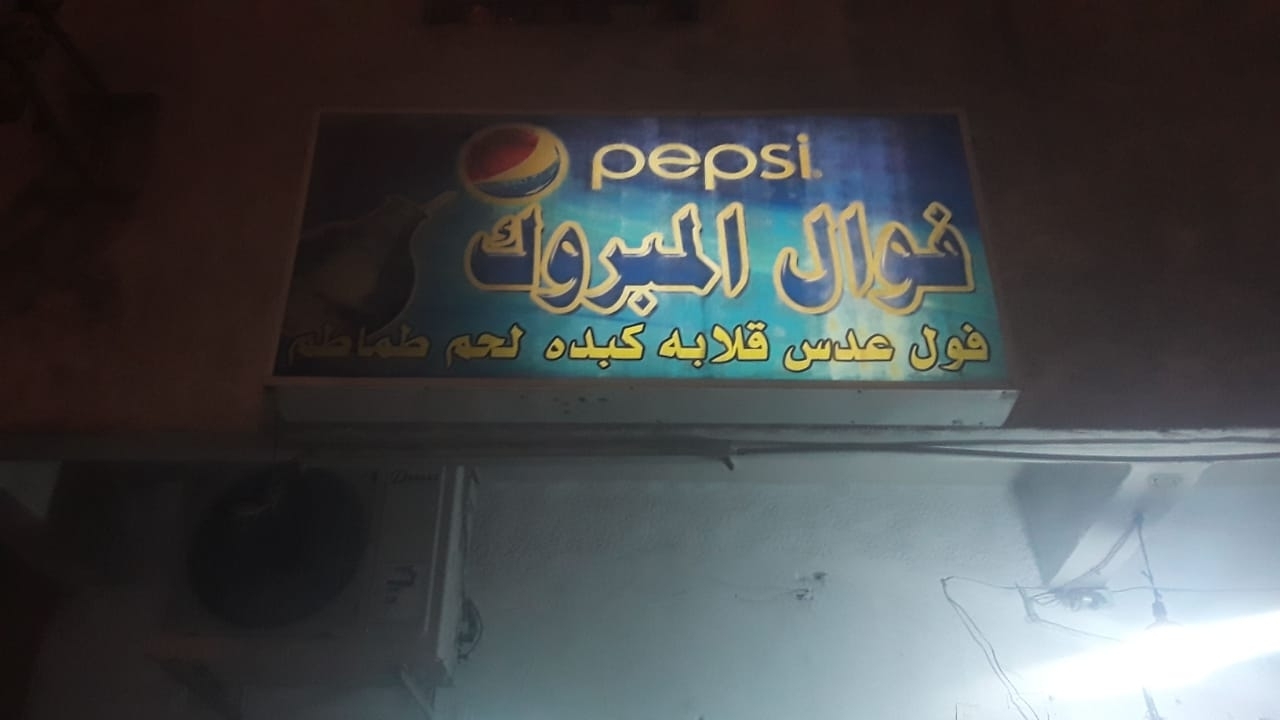 pepsi
فوال المبروك
فول عدس قلابه كبده لحم طماطم